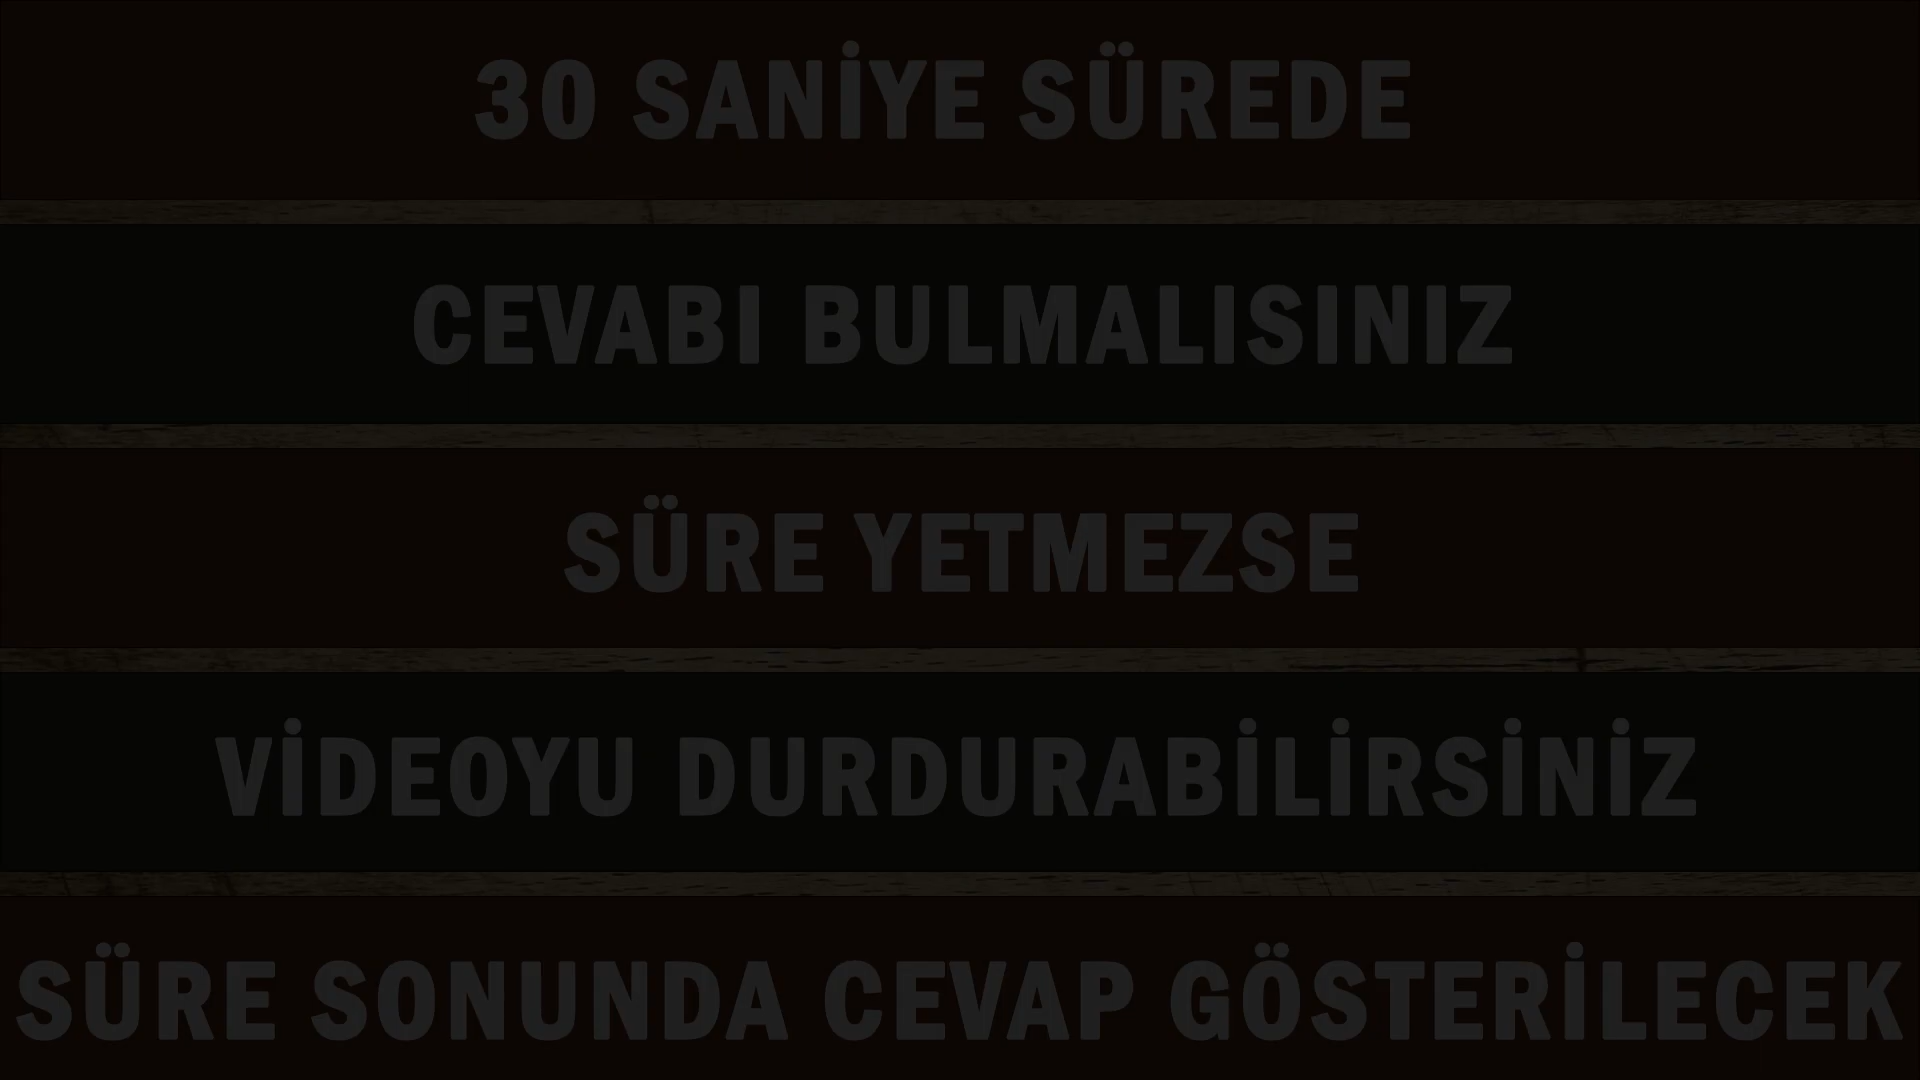 30 SANİYE SÜREDE
CEVABI BULMALISINIZ
SÜRE YETMEZSE
VİDEOYU DURDURABİLİRSİNİZ
SÜRE SONUNDA CEVAP GÖSTERİLECEK